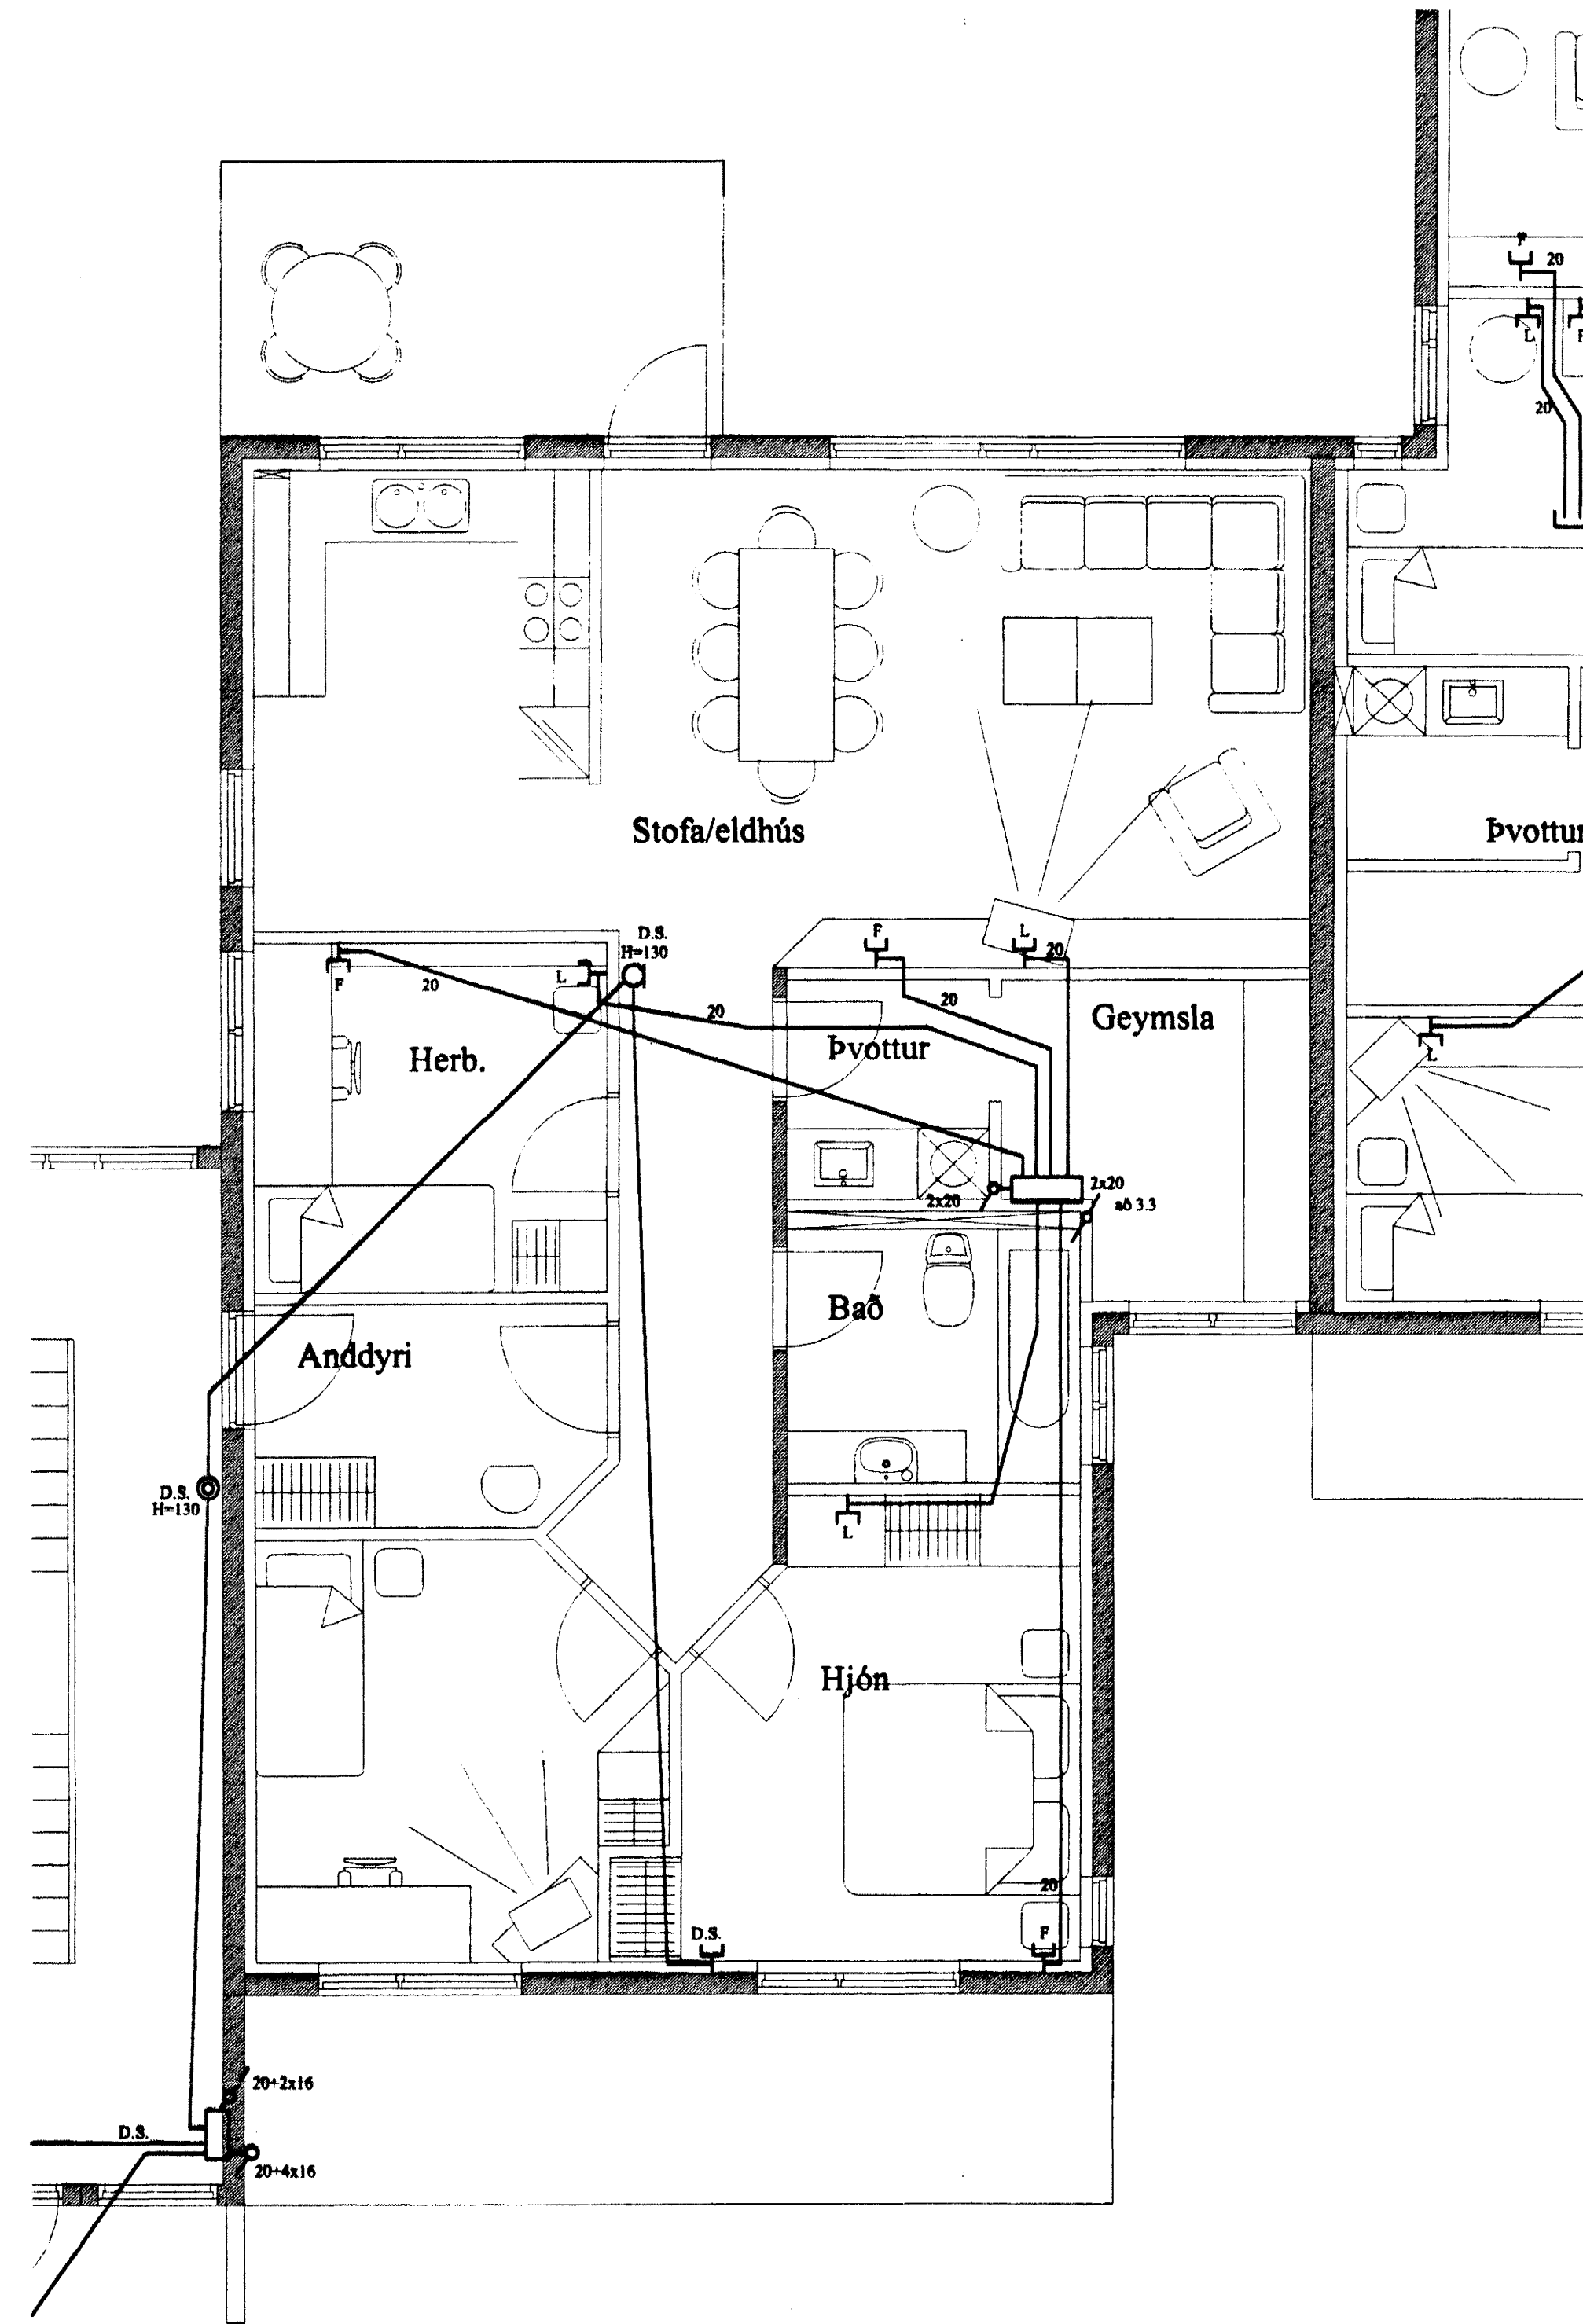 F
20
L
F
20
Stofa/eldhús
Þvottur
D.S.
H=130
F
L
20
F
20
L
20
20
Geymsla
Þvottur
Herb.
L
2x20
2x20
að 3.3
Bað
Anddyri
D.S.
H=130
L
Hjón
20
D.S.
F
20+2x16
D.S.
20+4x16